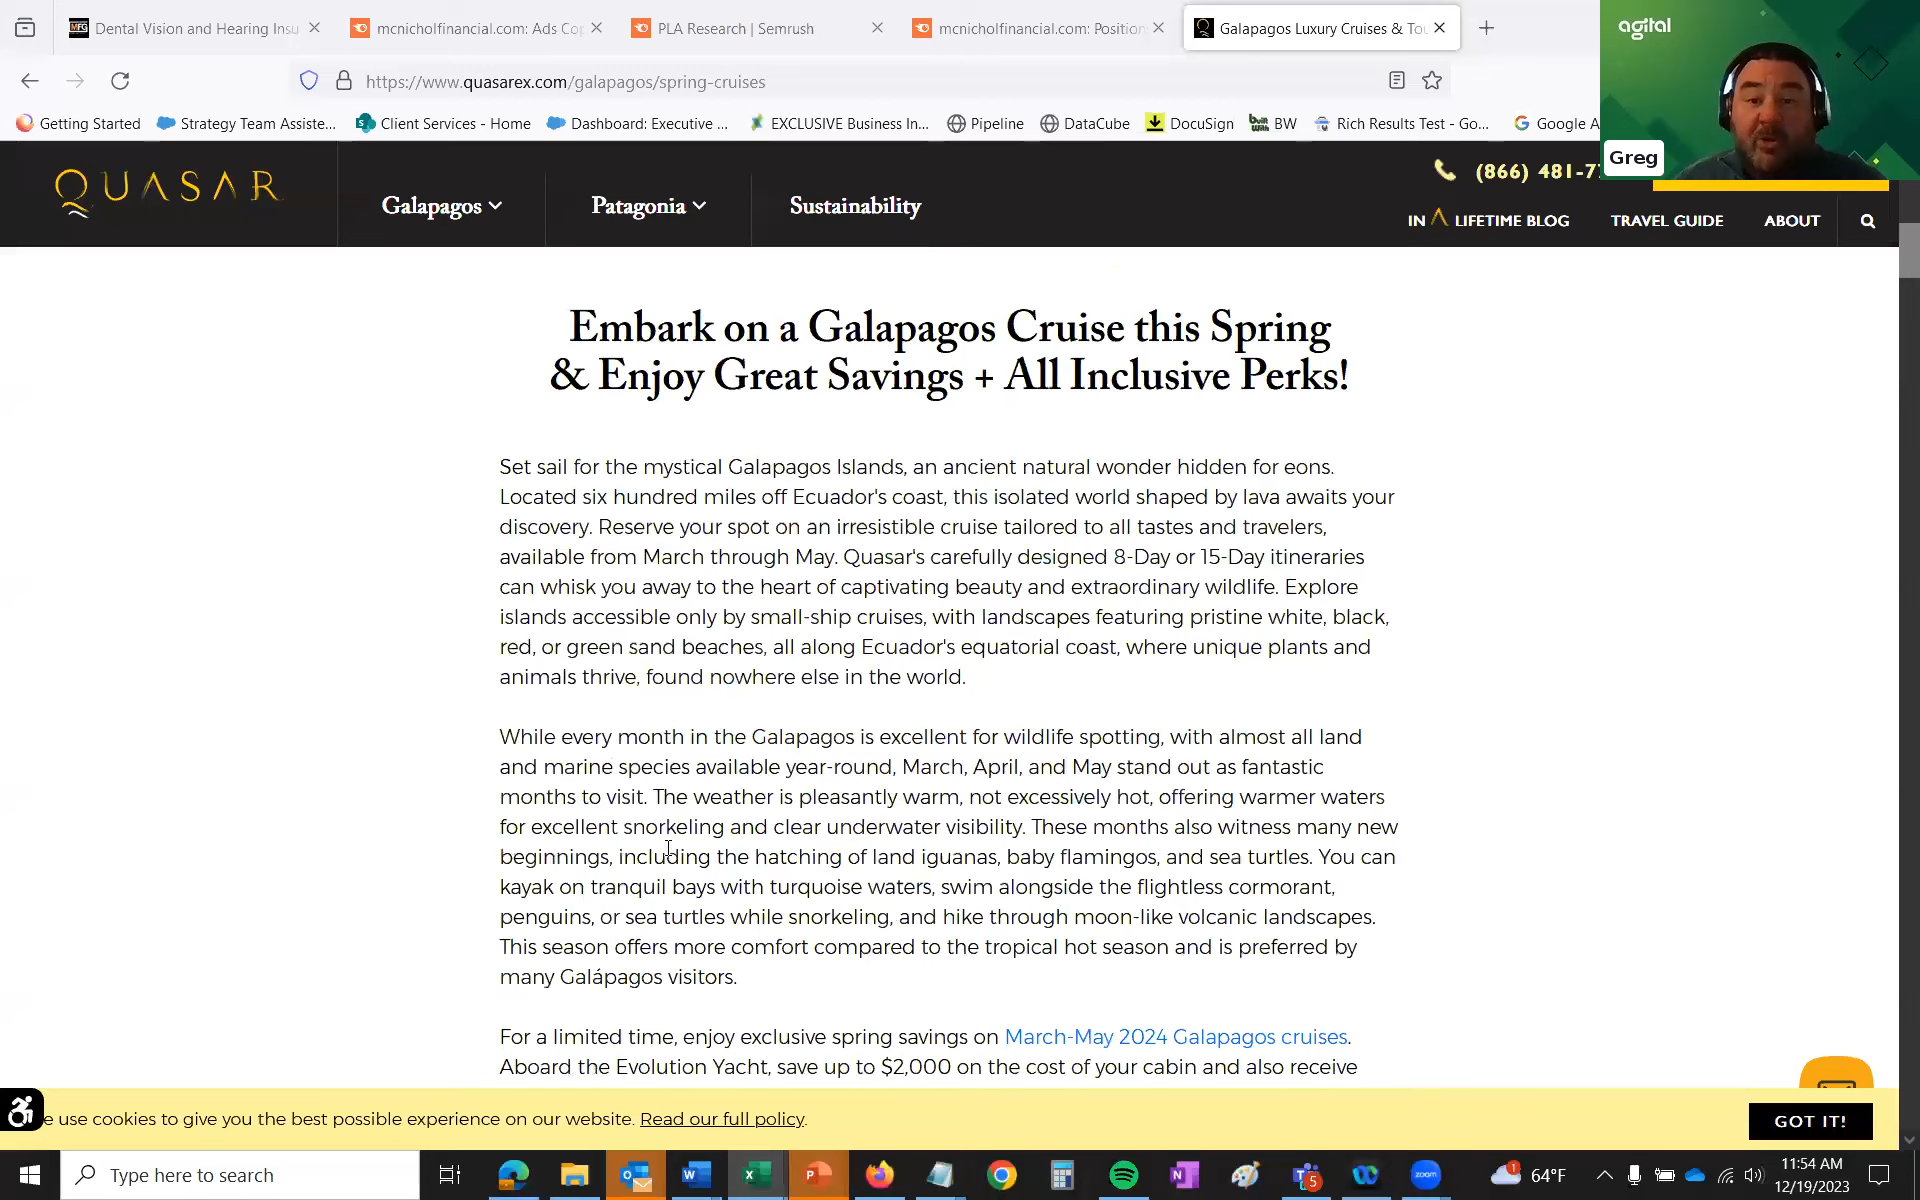 Dental Vision and Hearing Insu
mcnicholfinancial.com: Ads Cop
PLA Research | Semrush
mcnicholfinancial.com: Position
Galapagos Luxury Cruises & Tou
agital
https://www.quasarex.com/galapagos/spring-cruises
Getting Started
Strategy Team Assiste...
Client Services - Home
Dashboard: Executive ...
EXCLUSIVE Business In...
Pipeline
DataCube
DocuSign
BW
Rich Results Test - Go...
Google A
Greg
QUASAR
Galapagos
Patagonia
Sustainability
(866) 481-7
IN A LIFETIME BLOG
TRAVEL GUIDE
ABOUT
Embark on a Galapagos Cruise this Spring
& Enjoy Great Savings + All Inclusive Perks!
Set sail for the mystical Galapagos Islands, an ancient natural wonder hidden for eons.
Located six hundred miles off Ecuador's coast, this isolated world shaped by lava awaits your
discovery. Reserve your spot on an irresistible cruise tailored to all tastes and travelers,
available from March through May. Quasar's carefully designed 8-Day or 15-Day itineraries
can whisk you away to the heart of captivating beauty and extraordinary wildlife. Explore
islands accessible only by small-ship cruises, with landscapes featuring pristine white, black,
red, or green sand beaches, all along Ecuador's equatorial coast, where unique plants and
animals thrive, found nowhere else in the world.
While every month in the Galapagos is excellent for wildlife spotting, with almost all land
and marine species available year-round, March, April, and May stand out as fantastic
months to visit. The weather is pleasantly warm, not excessively hot, offering warmer waters
for excellent snorkeling and clear underwater visibility. These months also witness many new
beginnings, including the hatching of land iguanas, baby flamingos, and sea turtles. You can
kayak on tranquil bays with turquoise waters, swim alongside the flightless cormorant,
penguins, or sea turtles while snorkeling, and hike through moon-like volcanic landscapes.
This season offers more comfort compared to the tropical hot season and is preferred by
many Galápagos visitors.
For a limited time, enjoy exclusive spring savings on March-May 2024 Galapagos cruises.
Aboard the Evolution Yacht, save up to $2,000 on the cost of your cabin and also receive
e use cookies to give you the best possible experience on our website. Read our full policy.
GOT IT!
Type here to search
64°F
11:54 AM
12/19/2023